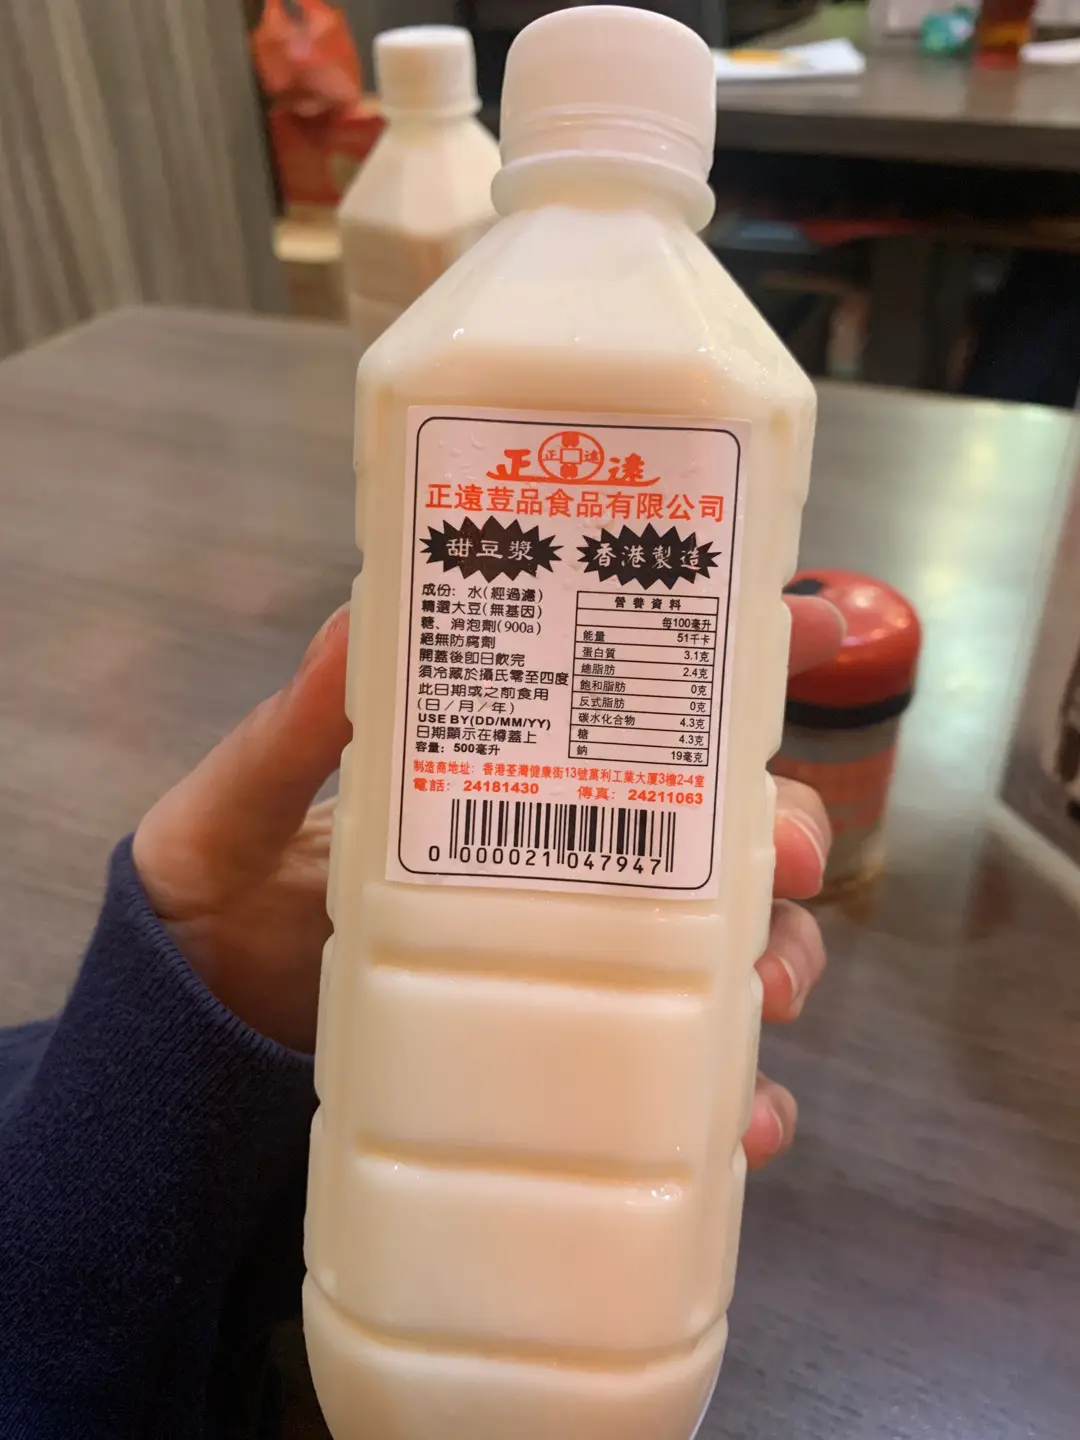 正 正遠 遠
正遠荳品食品有限公司
甜豆漿
香港製造
成份: 水(經過濾)
精選大豆(無基因)
糖、消泡劑(900a)
絕無防腐劑
開蓋後即日飲完
須冷藏於攝氏零至四度
此日期或之前食用
(日/月/年)
USE BY(DD/MM/YY)
日期顯示在樽蓋上
容量: 500毫升
營養資料
每100毫升
能量 51千卡
蛋白質 3.1克
總脂肪 2.4克
飽和脂肪 0克
反式脂肪 0克
碳水化合物 4.3克
糖 4.3克
鈉 19毫克
制造商地址: 香港荃灣健康街13號萬利工業大廈3樓2-4室
電話: 24181430 傳真: 24211063
0 000021 047947